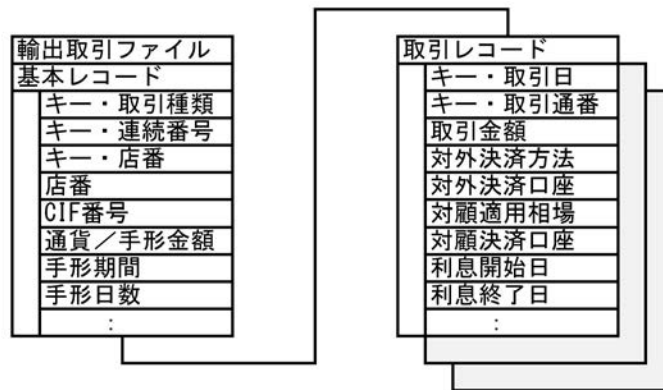 輸出取引ファイル
基本レコード
キー・取引種類
キー・連続番号
キー・店番
店番
CIF番号
通貨／手形金額
手形期間
手形日数
：
取引レコード
キー・取引日
キー・取引通番
取引金額
対外決済方法
対外決済口座
対顧適用相場
対顧決済口座
利息開始日
利息終了日
：